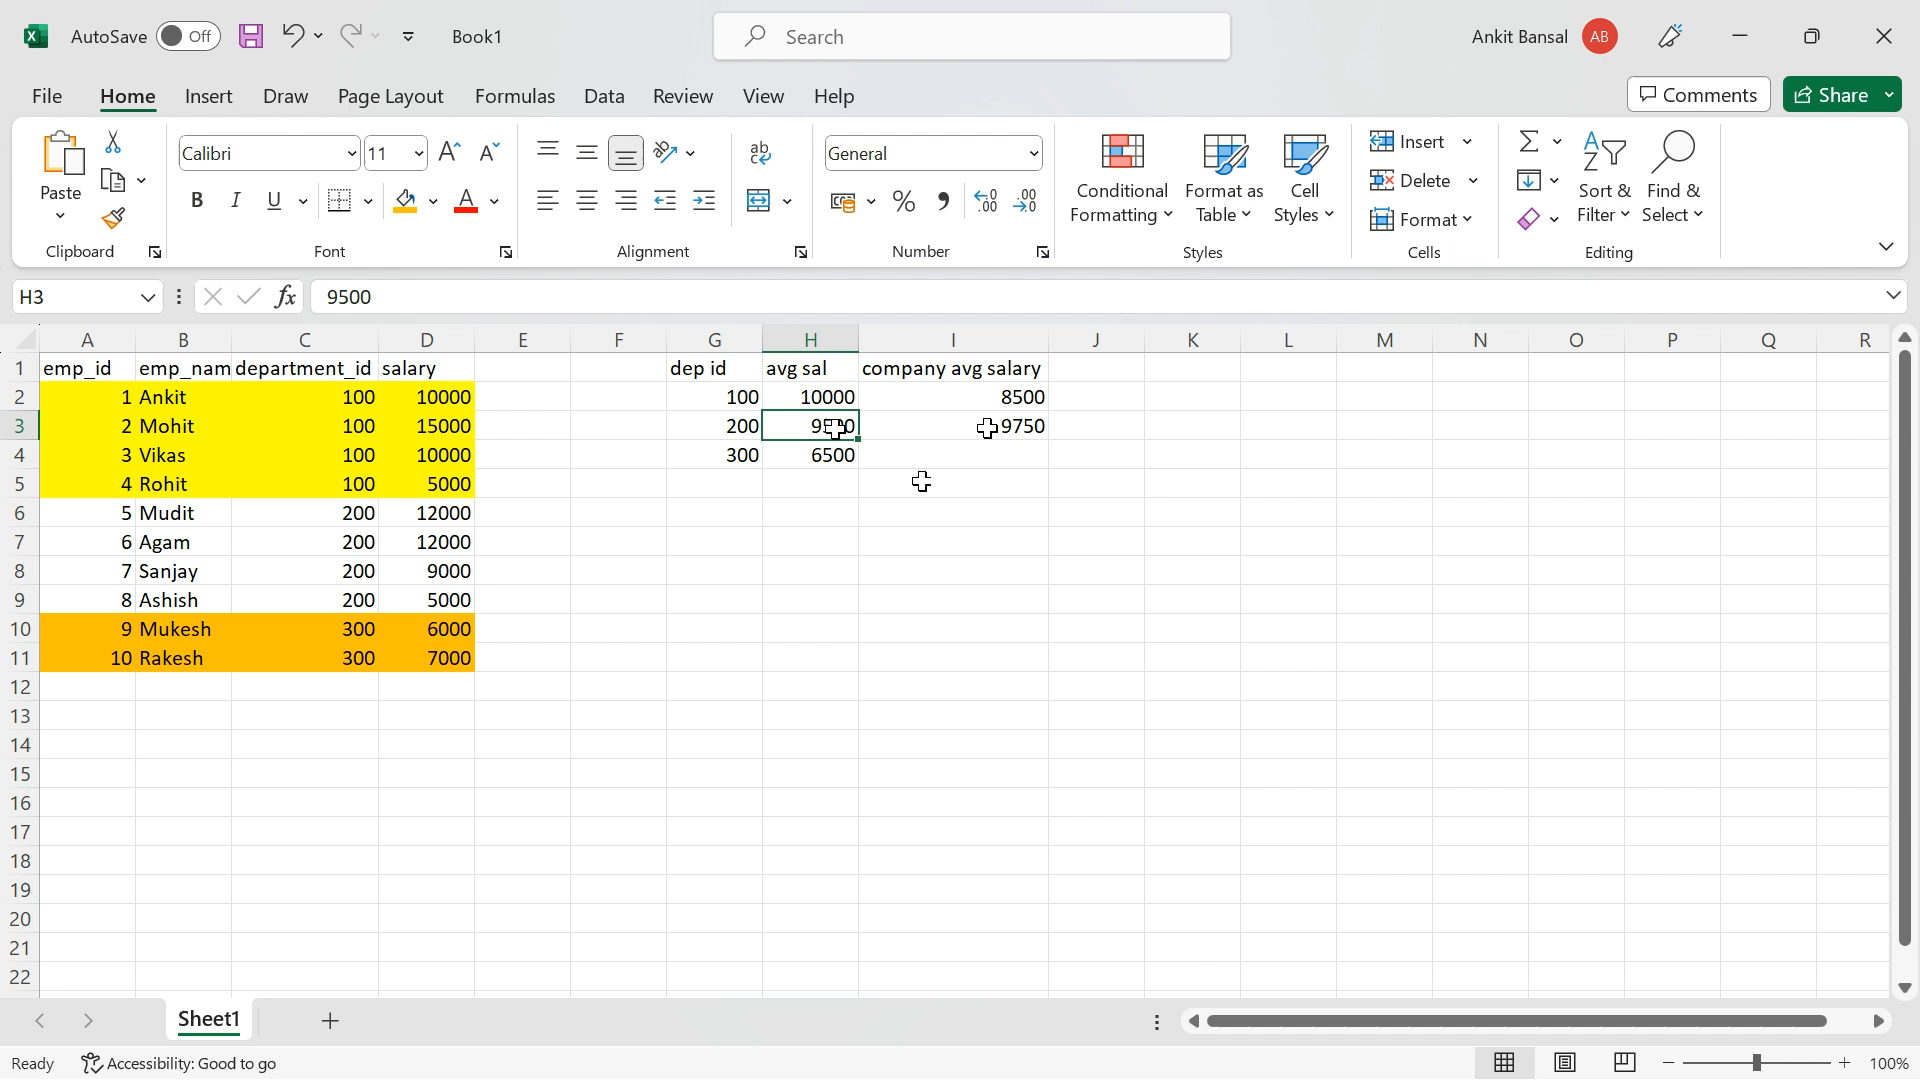 AutoSave Off Book1 Search Ankit Bansal AB
File Home Insert Draw Page Layout Formulas Data Review View Help Comments Share
Paste Calibri 11 General Conditional Formatting Format as Table Cell Styles Insert Delete Format Sort & Filter Find & Select
Clipboard Font Alignment Number Styles Cells Editing
H3 fx 9500
A B C D E F G H I J K L M N O P Q R
1 emp_id emp_nam department_id salary dep id avg sal company avg salary
2 1 Ankit 100 10000 100 10000 8500
3 2 Mohit 100 15000 200 9750
4 3 Vikas 100 10000 300 6500
5 4 Rohit 100 5000
6 5 Mudit 200 12000
7 6 Agam 200 12000
8 7 Sanjay 200 9000
9 8 Ashish 200 5000
10 9 Mukesh 300 6000
11 10 Rakesh 300 7000
12
13
14
15
16
17
18
19
20
21
22
Sheet1
Ready Accessibility: Good to go 100%